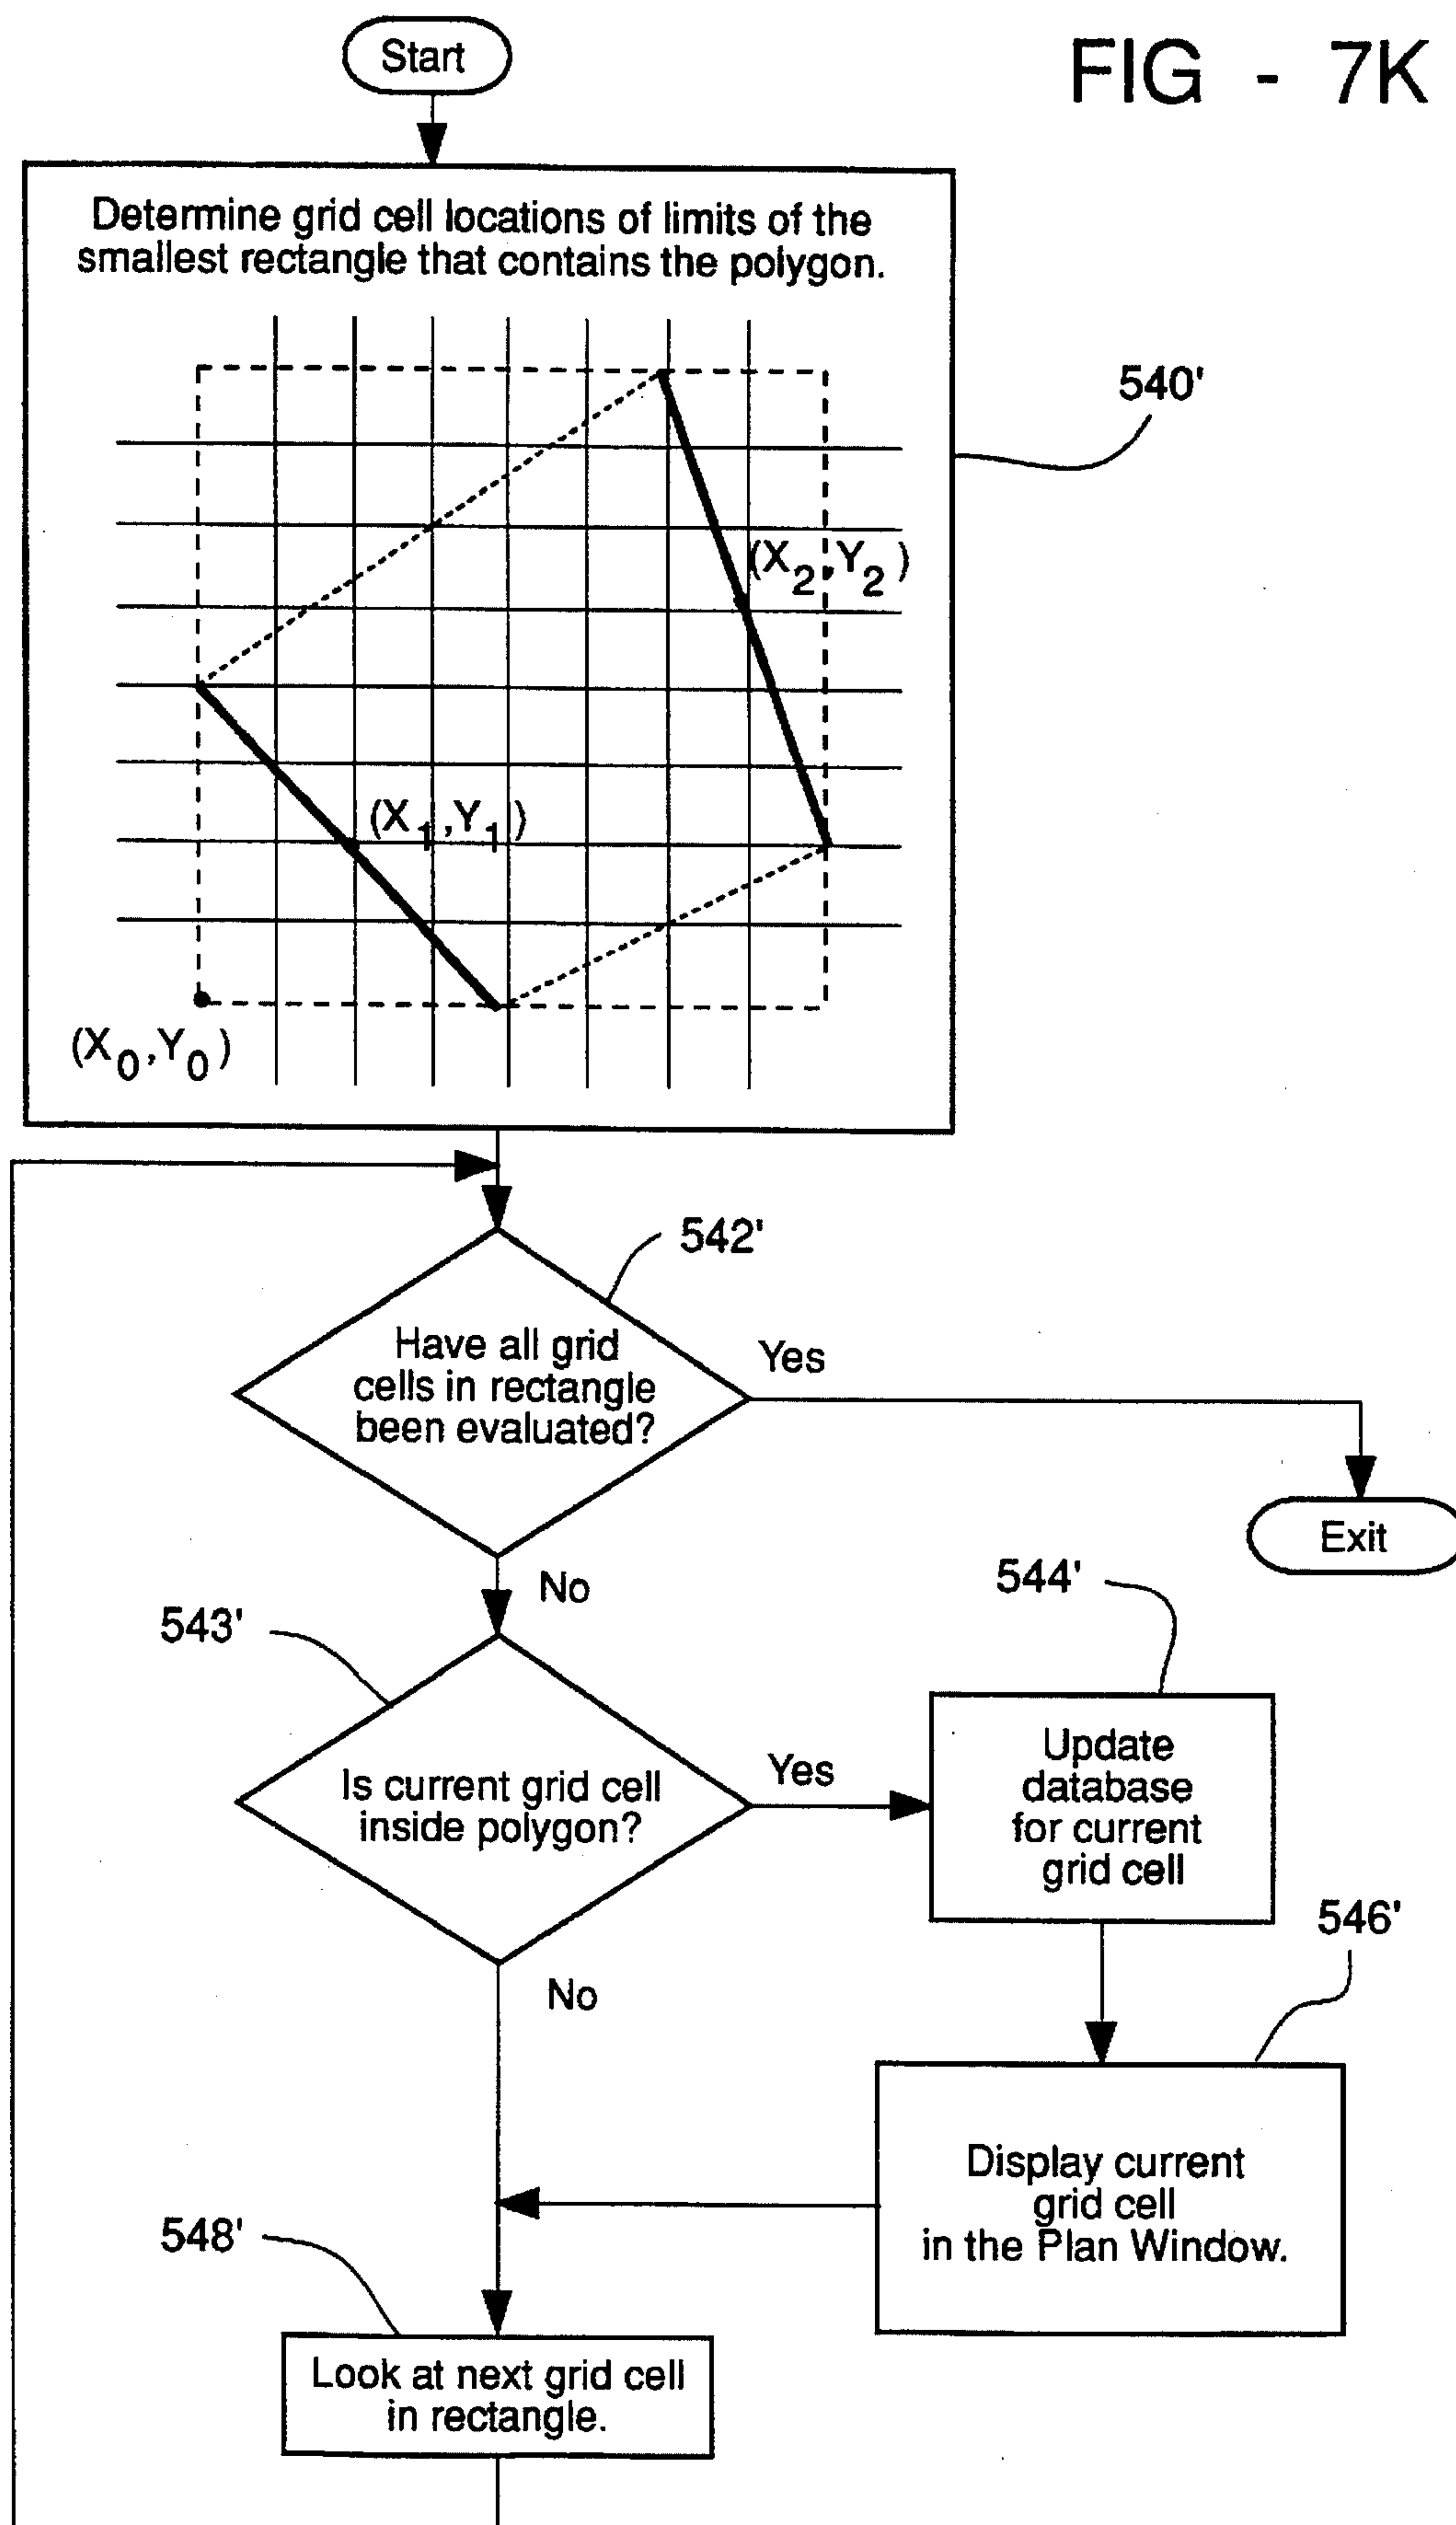 Start
FIG - 7K
Determine grid cell locations of limits of the
smallest rectangle that contains the polygon.
540'
(X2,Y2)
(X1,Y1)
(X0,Y0)
542'
Have all grid
cells in rectangle
been evaluated?
Yes
Exit
No
544'
543'
Update
database
for current
grid cell
Yes
Is current grid cell
inside polygon?
546'
No
Display current
grid cell
in the Plan Window.
548'
Look at next grid cell
in rectangle.